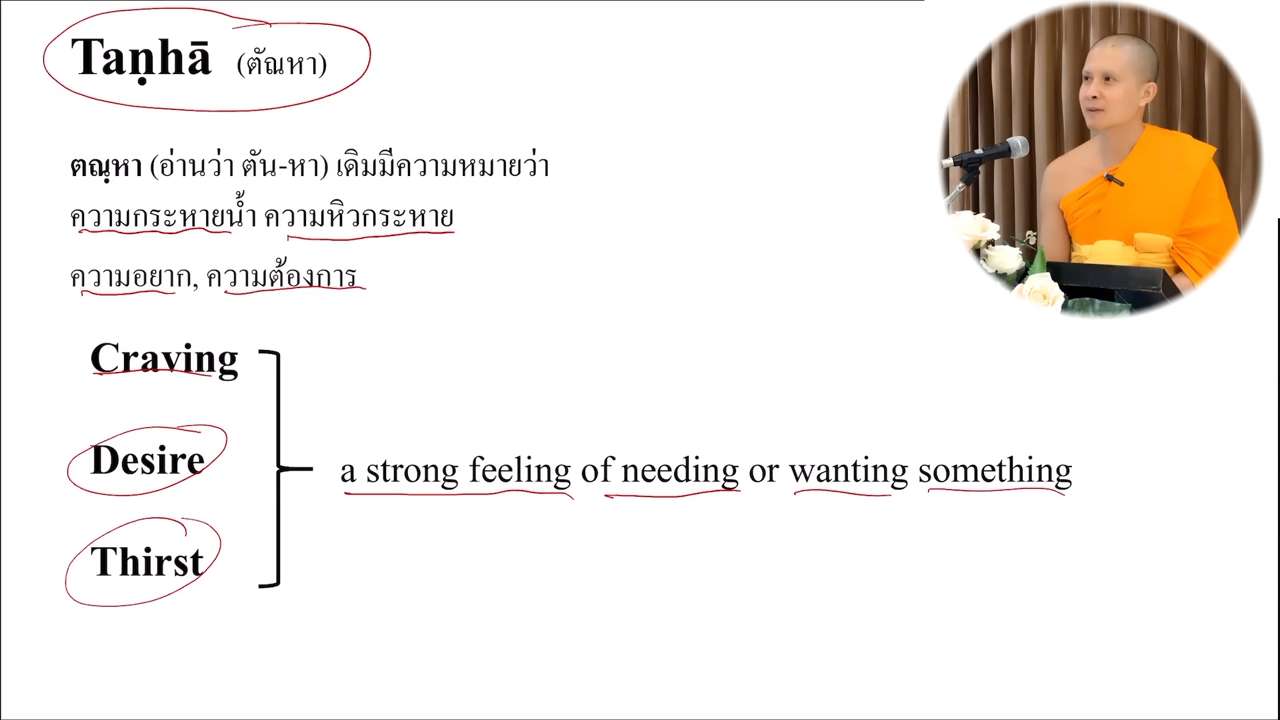 Taṇhā (ตัณหา)
ตณฺหา (อ่านว่า ตัน-หา) เดิมมีความหมายว่า
ความกระหายน้ำ ความหิวกระหาย
ความอยาก, ความต้องการ
Craving
Desire
a strong feeling of needing or wanting something
Thirst